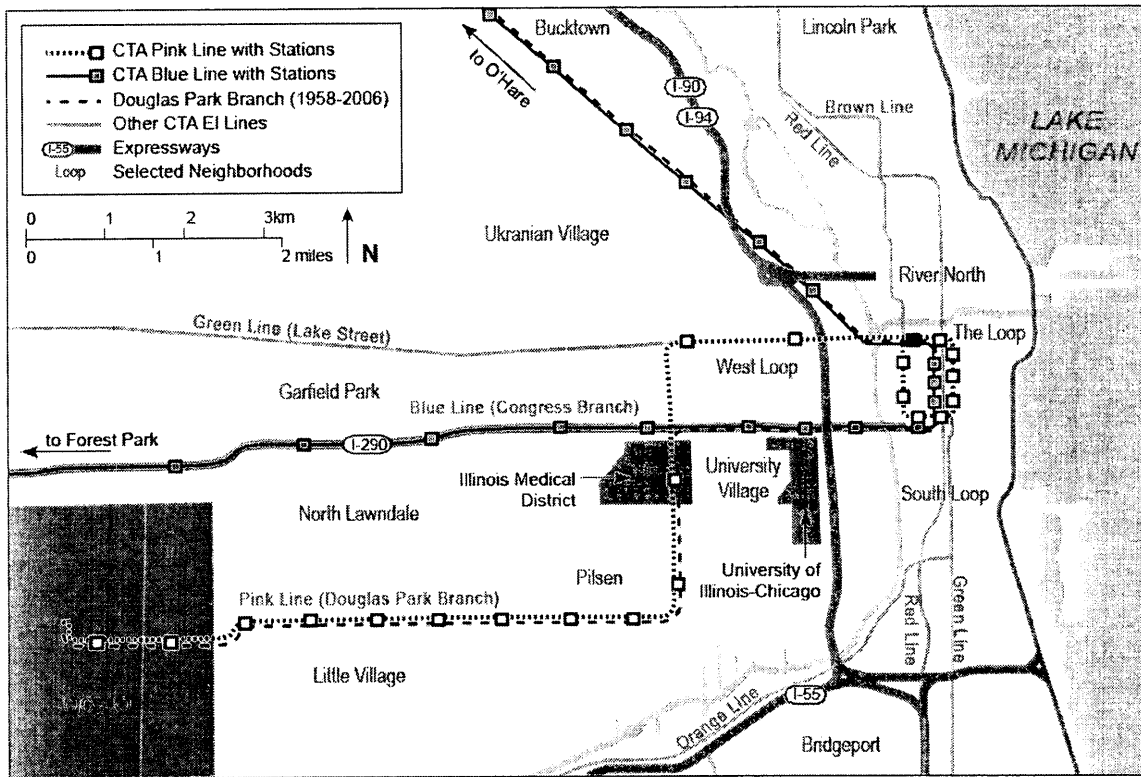 CTA Pink Line with Stations
CTA Blue Line with Stations
Douglas Park Branch (1958-2006)
Other CTA El Lines
I-55 Expressways
Loop Selected Neighborhoods
0 1 2 3km
0 1 2 miles
N
to O'Hare
Bucktown
Lincoln Park
I-90
I-94
Red Line
Brown Line
LAKE
MICHIGAN
Ukranian Village
River North
Green Line (Lake Street)
The Loop
West Loop
Garfield Park
Blue Line (Congress Branch)
to Forest Park
I-290
Illinois Medical
District
University
Village
South Loop
North Lawndale
Pilsen
University of
Illinois-Chicago
Pink Line (Douglas Park Branch)
Red Line
Green Line
Little Village
Orange Line
I-55
Bridgeport